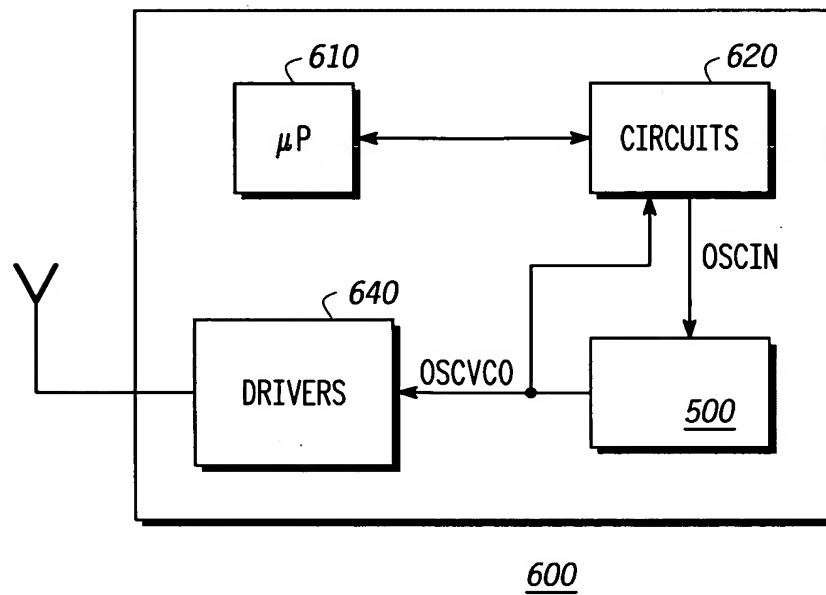 610
620
µP
CIRCUITS
OSCIN
640
DRIVERS
OSCVCO
500
600